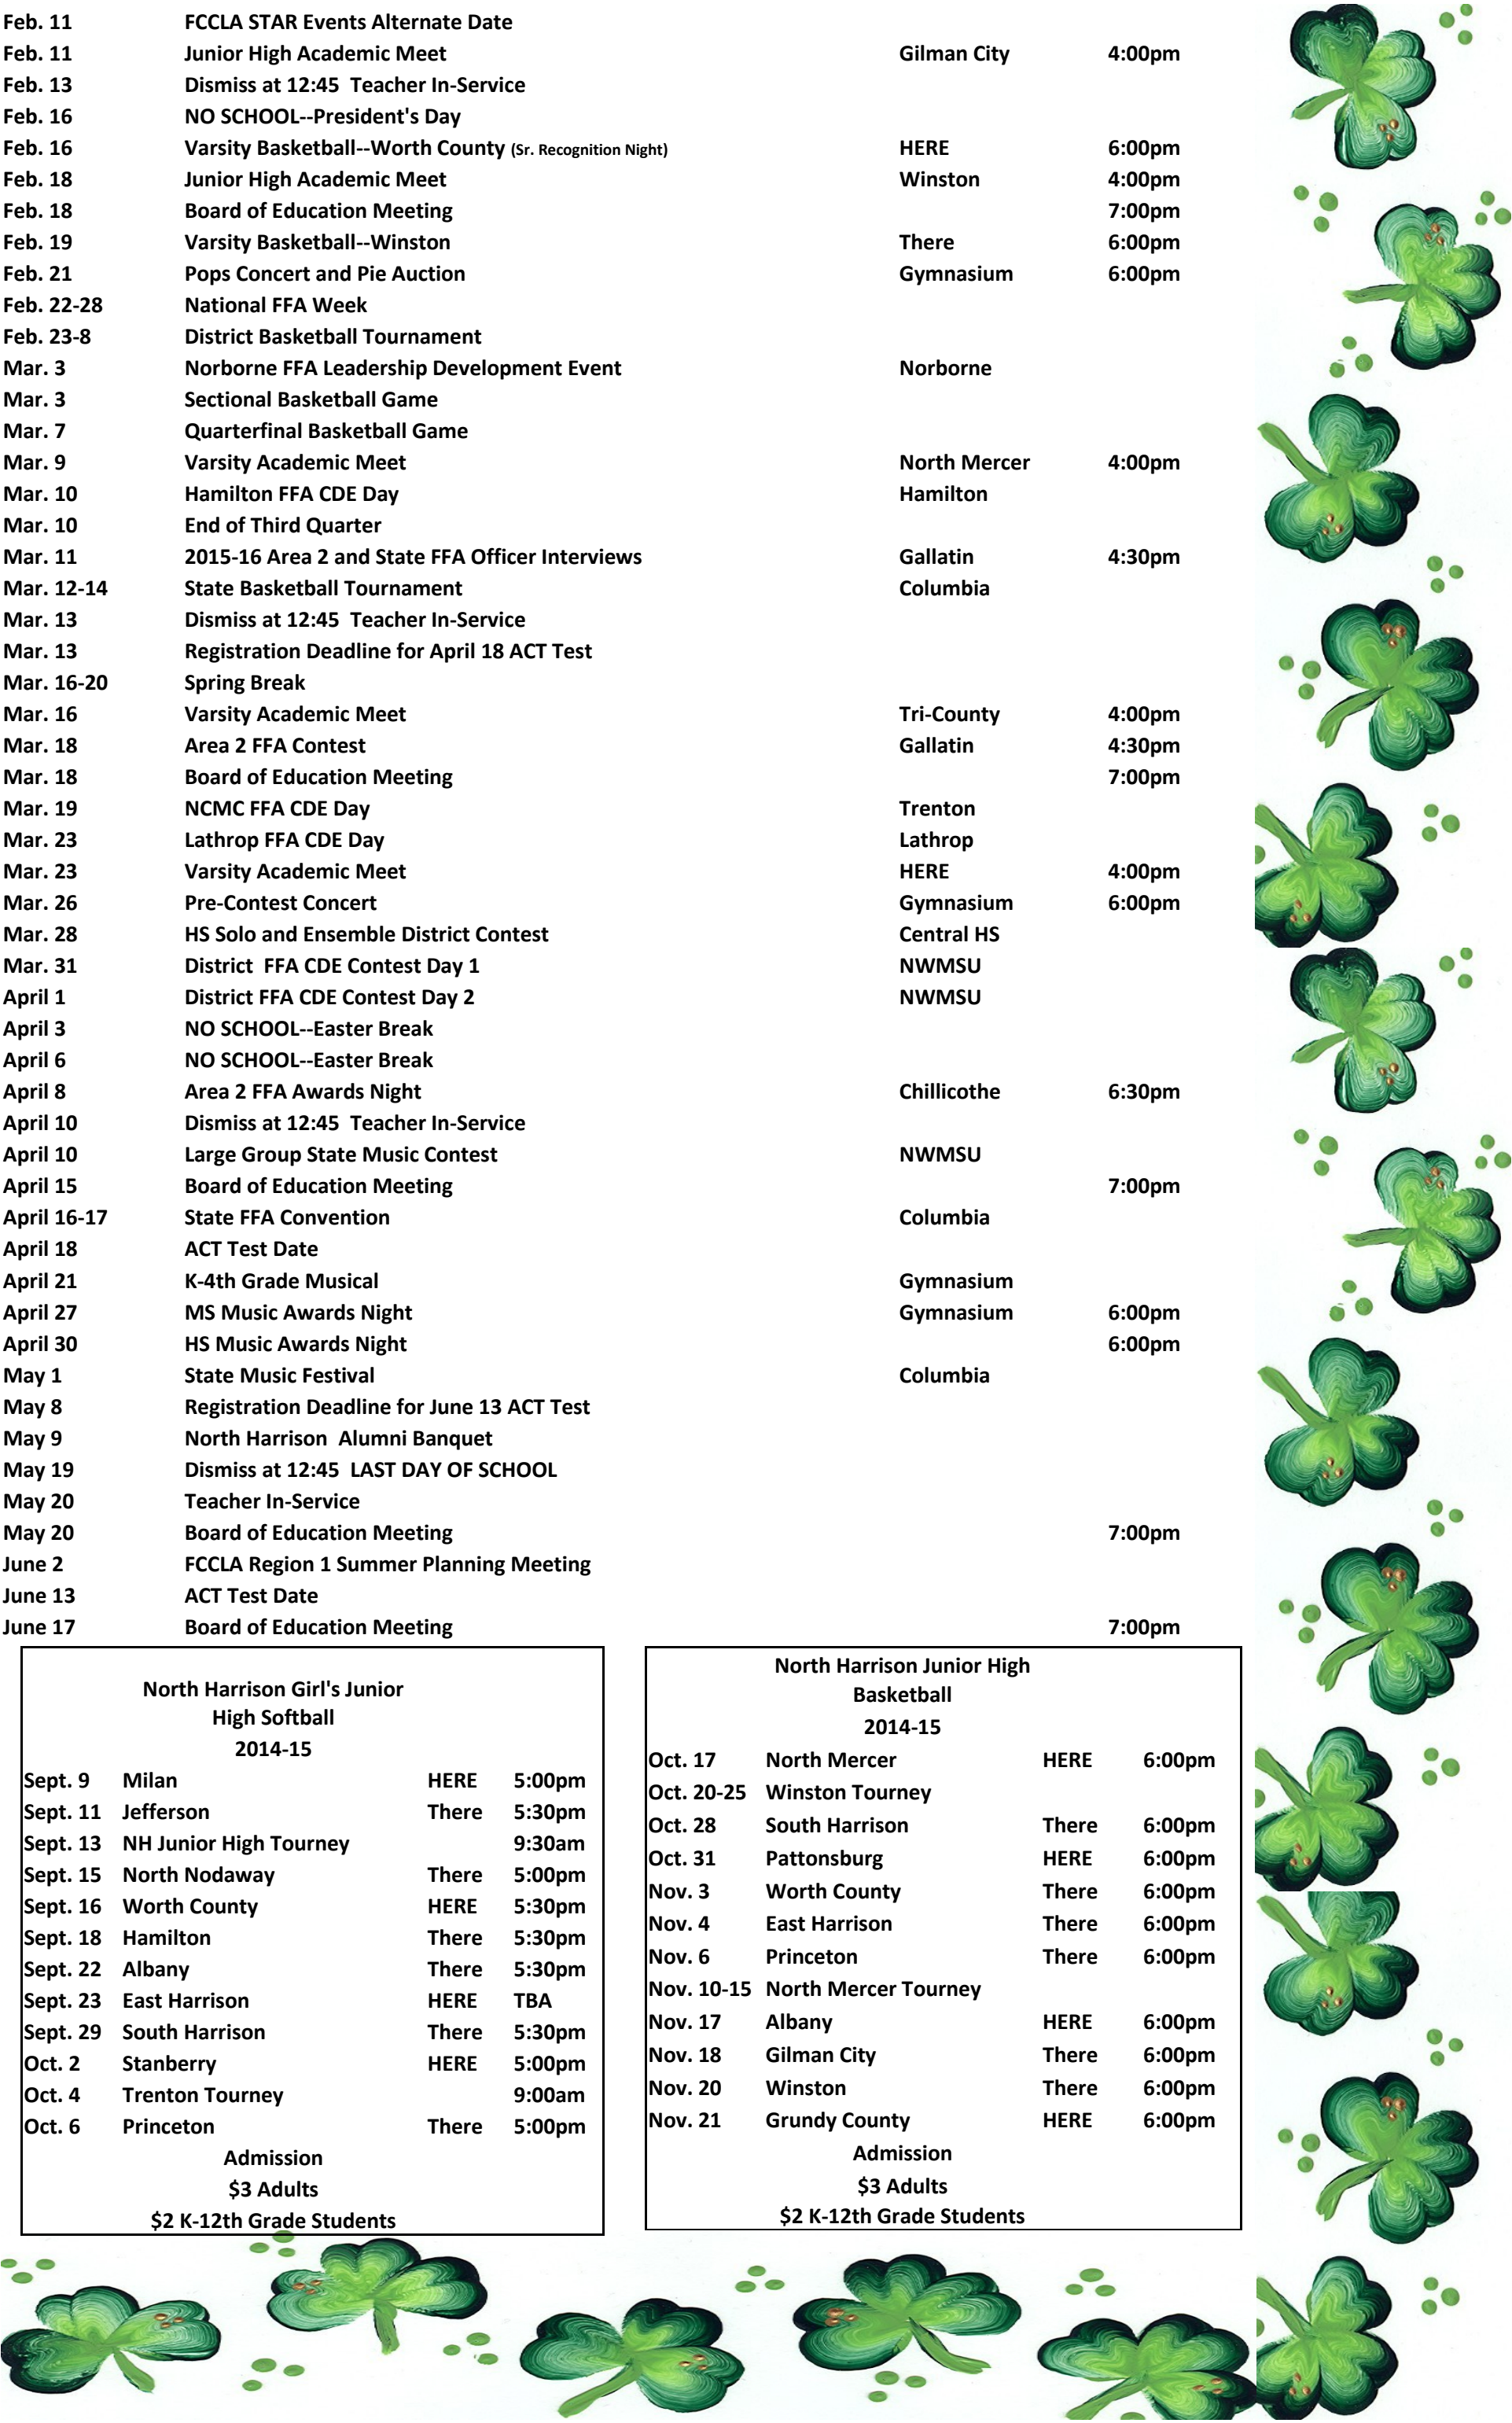 Feb. 11 FCCLA STAR Events Alternate Date
Feb. 11 Junior High Academic Meet Gilman City 4:00pm
Feb. 13 Dismiss at 12:45  Teacher In-Service
Feb. 16 NO SCHOOL--President's Day
Feb. 16 Varsity Basketball--Worth County (Sr. Recognition Night) HERE 6:00pm
Feb. 18 Junior High Academic Meet Winston 4:00pm
Feb. 18 Board of Education Meeting 7:00pm
Feb. 19 Varsity Basketball--Winston There 6:00pm
Feb. 21 Pops Concert and Pie Auction Gymnasium 6:00pm
Feb. 22-28 National FFA Week
Feb. 23-8 District Basketball Tournament
Mar. 3 Norborne FFA Leadership Development Event Norborne
Mar. 3 Sectional Basketball Game
Mar. 7 Quarterfinal Basketball Game
Mar. 9 Varsity Academic Meet North Mercer 4:00pm
Mar. 10 Hamilton FFA CDE Day Hamilton
Mar. 10 End of Third Quarter
Mar. 11 2015-16 Area 2 and State FFA Officer Interviews Gallatin 4:30pm
Mar. 12-14 State Basketball Tournament Columbia
Mar. 13 Dismiss at 12:45  Teacher In-Service
Mar. 13 Registration Deadline for April 18 ACT Test
Mar. 16-20 Spring Break
Mar. 16 Varsity Academic Meet Tri-County 4:00pm
Mar. 18 Area 2 FFA Contest Gallatin 4:30pm
Mar. 18 Board of Education Meeting 7:00pm
Mar. 19 NCMC FFA CDE Day Trenton
Mar. 23 Lathrop FFA CDE Day Lathrop
Mar. 23 Varsity Academic Meet HERE 4:00pm
Mar. 26 Pre-Contest Concert Gymnasium 6:00pm
Mar. 28 HS Solo and Ensemble District Contest Central HS
Mar. 31 District  FFA CDE Contest Day 1 NWMSU
April 1 District FFA CDE Contest Day 2 NWMSU
April 3 NO SCHOOL--Easter Break
April 6 NO SCHOOL--Easter Break
April 8 Area 2 FFA Awards Night Chillicothe 6:30pm
April 10 Dismiss at 12:45  Teacher In-Service
April 10 Large Group State Music Contest NWMSU
April 15 Board of Education Meeting 7:00pm
April 16-17 State FFA Convention Columbia
April 18 ACT Test Date
April 21 K-4th Grade Musical Gymnasium
April 27 MS Music Awards Night Gymnasium 6:00pm
April 30 HS Music Awards Night 6:00pm
May 1 State Music Festival Columbia
May 8 Registration Deadline for June 13 ACT Test
May 9 North Harrison  Alumni Banquet
May 19 Dismiss at 12:45  LAST DAY OF SCHOOL
May 20 Teacher In-Service
May 20 Board of Education Meeting 7:00pm
June 2 FCCLA Region 1 Summer Planning Meeting
June 13 ACT Test Date
June 17 Board of Education Meeting 7:00pm
North Harrison Girl's Junior
High Softball
2014-15
Sept. 9 Milan HERE 5:00pm
Sept. 11 Jefferson There 5:30pm
Sept. 13 NH Junior High Tourney 9:30am
Sept. 15 North Nodaway There 5:00pm
Sept. 16 Worth County HERE 5:30pm
Sept. 18 Hamilton There 5:30pm
Sept. 22 Albany There 5:30pm
Sept. 23 East Harrison HERE TBA
Sept. 29 South Harrison There 5:30pm
Oct. 2 Stanberry HERE 5:00pm
Oct. 4 Trenton Tourney 9:00am
Oct. 6 Princeton There 5:00pm
Admission
$3 Adults
$2 K-12th Grade Students
North Harrison Junior High
Basketball
2014-15
Oct. 17 North Mercer HERE 6:00pm
Oct. 20-25 Winston Tourney
Oct. 28 South Harrison There 6:00pm
Oct. 31 Pattonsburg HERE 6:00pm
Nov. 3 Worth County There 6:00pm
Nov. 4 East Harrison There 6:00pm
Nov. 6 Princeton There 6:00pm
Nov. 10-15 North Mercer Tourney
Nov. 17 Albany HERE 6:00pm
Nov. 18 Gilman City There 6:00pm
Nov. 20 Winston There 6:00pm
Nov. 21 Grundy County HERE 6:00pm
Admission
$3 Adults
$2 K-12th Grade Students